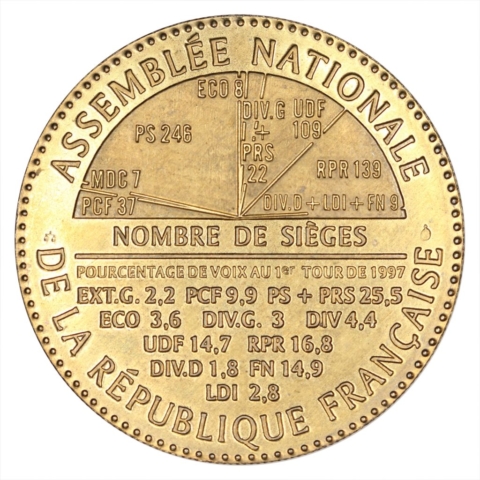 ASSEMBLÉE NATIONALE
ECO 8
DIV.G UDF
+ 109
PRS
22
PS 246
RPR 139
MDC 7
PCF 37
DIV.D + LDI + FN 9
NOMBRE DE SIÈGES
POURCENTAGE DE VOIX AU 1er TOUR DE 1997
EXT.G. 2,2 PCF 9,9 PS + PRS 25,5
ECO 3,6 DIV.G. 3 DIV 4,4
UDF 14,7 RPR 16,8
DIV.D 1,8 FN 14,9
LDI 2,8
DE LA RÉPUBLIQUE FRANÇAISE